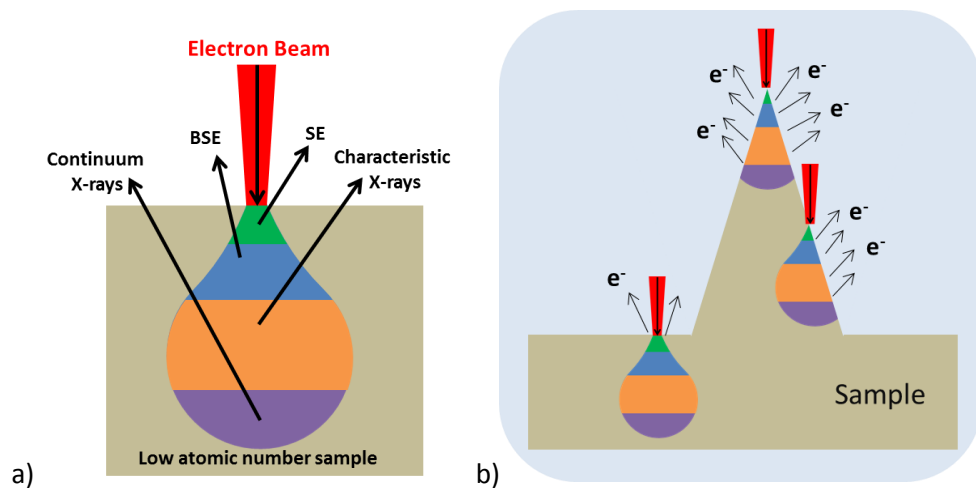 Electron Beam
BSE
SE
Continuum
X-rays
Characteristic
X-rays
Low atomic number sample
a)
e-
e-
e-
e-
e-
e-
e-
Sample
b)